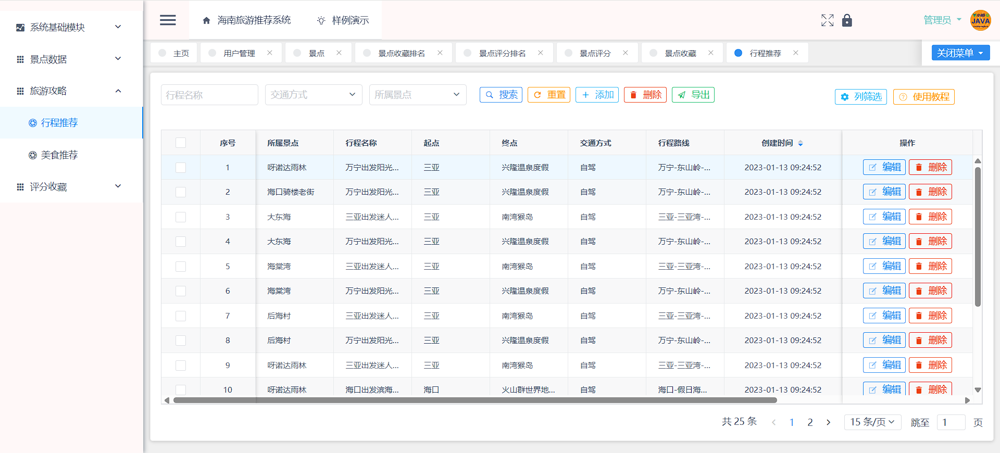 系统基础模块
景点数据
旅游攻略
行程推荐
美食推荐
评分收藏
海南旅游推荐系统 样例演示 管理员 小郑 JAVA
主页 用户管理 景点 景点收藏排名 景点评分排名 景点评分 景点收藏 行程推荐 关闭菜单
行程名称 交通方式 所属景点 搜索 重置 添加 删除 导出 列筛选 使用教程
序号 所属景点 行程名称 起点 终点 交通方式 行程路线 创建时间 操作
1 呀诺达雨林 万宁出发阳光... 三亚 兴隆温泉度假 自驾 万宁-东山岭-... 2023-01-13 09:24:52 编辑 删除
2 海口骑楼老街 万宁出发阳光... 三亚 兴隆温泉度假 自驾 万宁-东山岭-... 2023-01-13 09:24:52 编辑 删除
3 大东海 三亚出发迷人... 三亚 南湾猴岛 自驾 三亚-三亚湾-... 2023-01-13 09:24:52 编辑 删除
4 大东海 万宁出发阳光... 三亚 兴隆温泉度假 自驾 万宁-东山岭-... 2023-01-13 09:24:52 编辑 删除
5 海棠湾 三亚出发迷人... 三亚 南湾猴岛 自驾 三亚-三亚湾-... 2023-01-13 09:24:52 编辑 删除
6 海棠湾 万宁出发阳光... 三亚 兴隆温泉度假 自驾 万宁-东山岭-... 2023-01-13 09:24:52 编辑 删除
7 后海村 三亚出发迷人... 三亚 南湾猴岛 自驾 三亚-三亚湾-... 2023-01-13 09:24:52 编辑 删除
8 后海村 万宁出发阳光... 三亚 兴隆温泉度假 自驾 万宁-东山岭-... 2023-01-13 09:24:52 编辑 删除
9 呀诺达雨林 三亚出发迷人... 三亚 南湾猴岛 自驾 三亚-三亚湾-... 2023-01-13 09:24:52 编辑 删除
10 呀诺达雨林 海口出发滨海... 海口 火山群世界地... 自驾 海口-假日海... 2023-01-13 09:24:52 编辑 删除
共 25 条 1 2 15 条/页 跳至 1 页